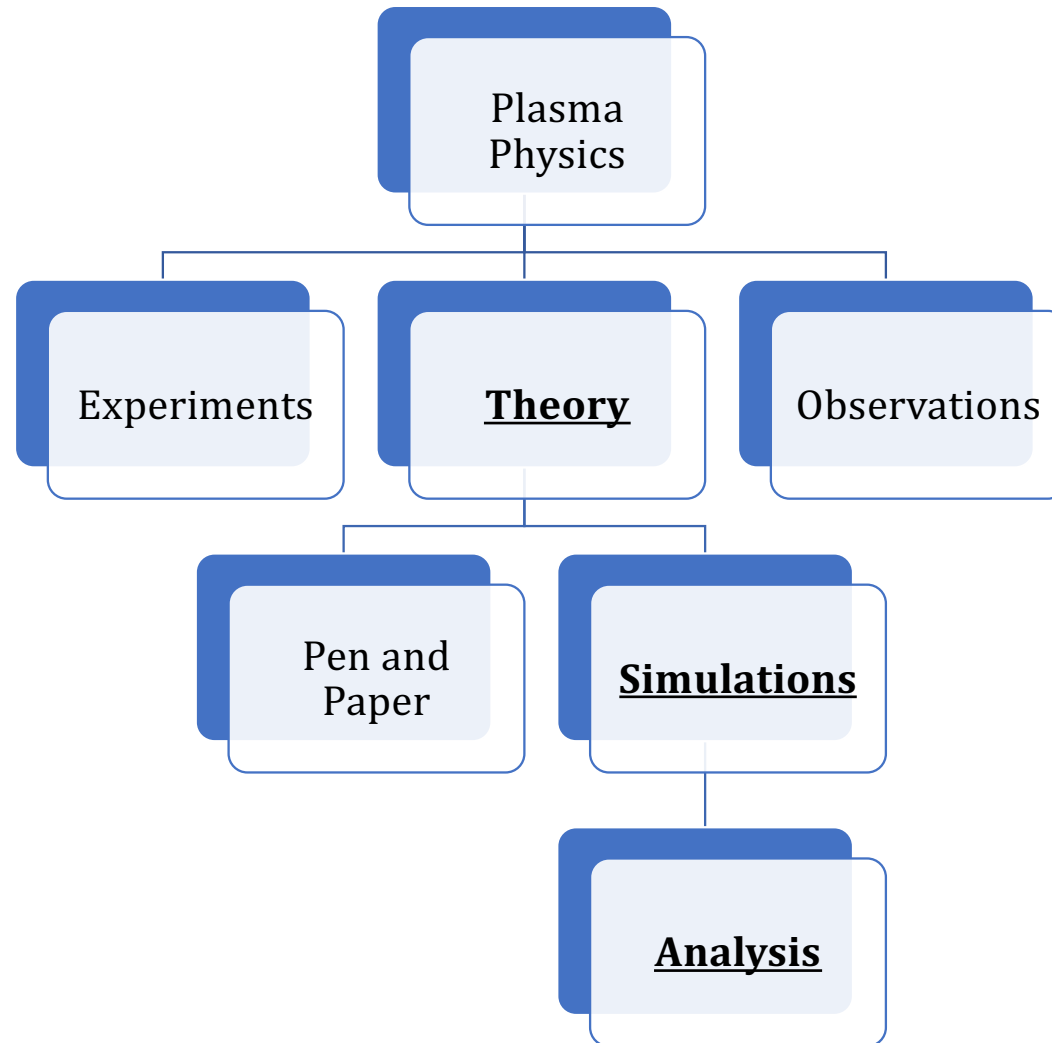 Plasma
Physics
Experiments
Theory
Observations
Pen and
Paper
Simulations
Analysis